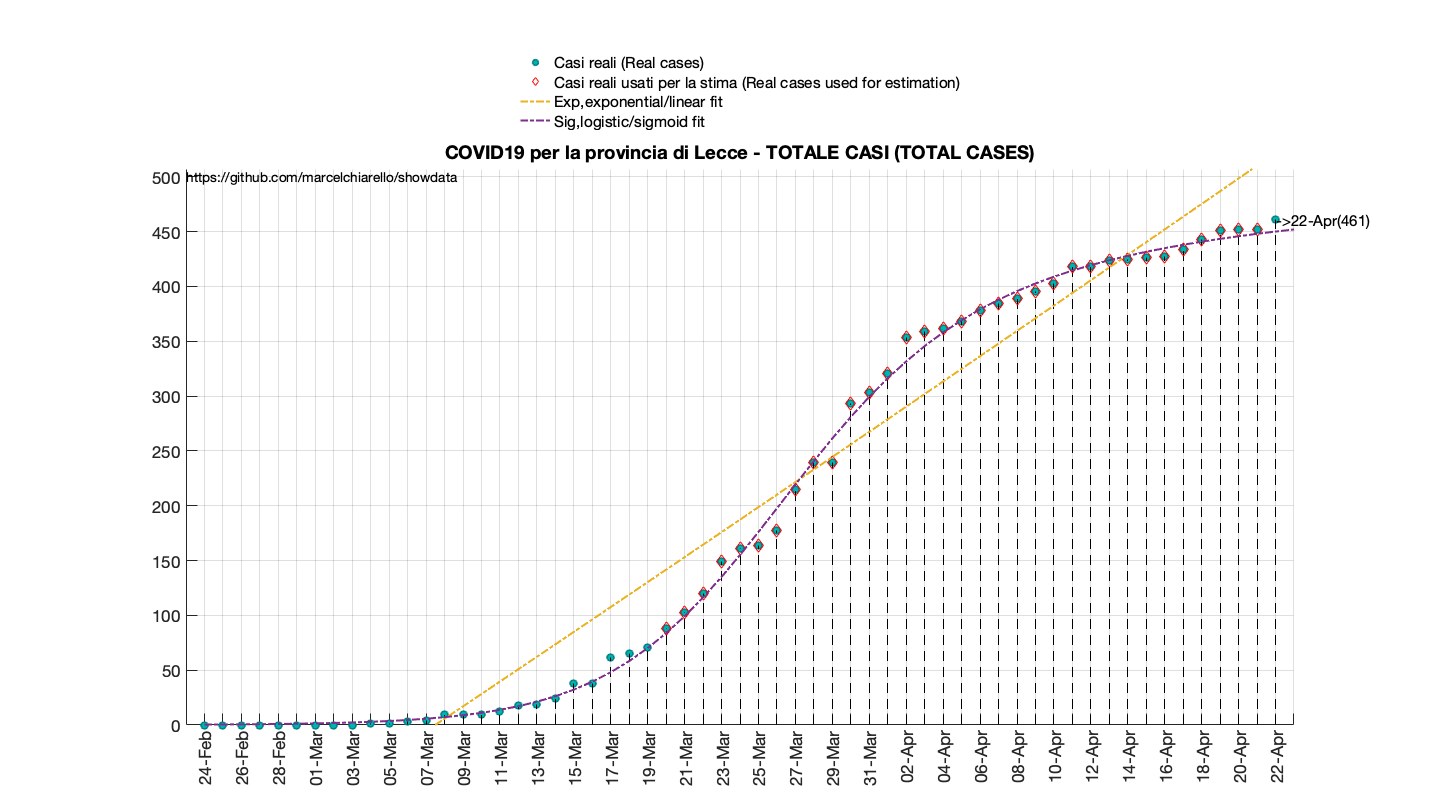 Casi reali (Real cases)
Casi reali usati per la stima (Real cases used for estimation)
Exp,exponential/linear fit
Sig,logistic/sigmoid fit
COVID19 per la provincia di Lecce - TOTALE CASI (TOTAL CASES)
https://github.com/marcelchiarello/showdata
500
450
400
350
300
250
200
150
100
50
0
>22-Apr(461)
24-Feb
26-Feb
28-Feb
01-Mar
03-Mar
05-Mar
07-Mar
09-Mar
11-Mar
13-Mar
15-Mar
17-Mar
19-Mar
21-Mar
23-Mar
25-Mar
27-Mar
29-Mar
31-Mar
02-Apr
04-Apr
06-Apr
08-Apr
10-Apr
12-Apr
14-Apr
16-Apr
18-Apr
20-Apr
22-Apr